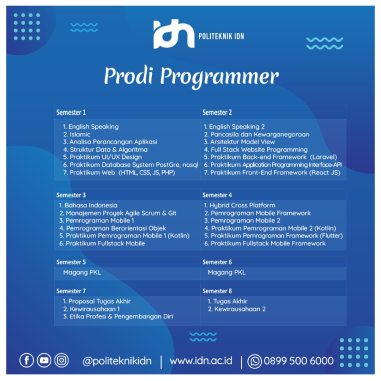 idn
POLITEKNIK IDN
Prodi Programmer
Semester 1
1. English Speaking
2. Islamic
3. Analisa Perancangan Aplikasi
4. Struktur Data & Algoritma
5. Praktikum UI/UX Design
6. Praktikum Database System PostGre, nosql
7. Praktikum Web (HTML, CSS, JS, PHP)
Semester 2
1. English Speaking 2
2. Pancasila dan Kewarganegaroan
3. Arsitektur Model View
4. Full Stack Website Programming
5. Praktikum Back-end Framework (Laravel)
6. Praktikum Application Programming Interface-API
7. Praktikum Front-End Framework (React JS)
Semester 3
1. Bahasa Indonesia
2. Manajemen Proyek Agile Scrum & Git
3. Pemrograman Mobile 1
4. Pemrograman Berorientasi Objek
5. Praktikum Pemrograman Mobile 1 (Kotlin)
6. Praktikum Fullstack Mobile
Semester 4
1. Hybrid Cross Platform
2. Pemrograman Mobile Framework
3. Pemrograman Mobile 2
4. Praktikum Pemrograman Mobile 2 (Kotlin)
5. Praktikum Pemrograman Framework (Flutter)
6. Praktikum Fullstack Mobile Framework
Semester 5
Magang PKL
Semester 6
Magang PKL
Semester 7
1. Proposal Tugas Akhir
2. Kewirausahaan 1
3. Etika Profesi & Pengembangan Diri
Semester 8
1. Tugas Akhir
2. Kewirausahaan 2
@politeknikidn | www.idn.ac.id | 0899 500 6000